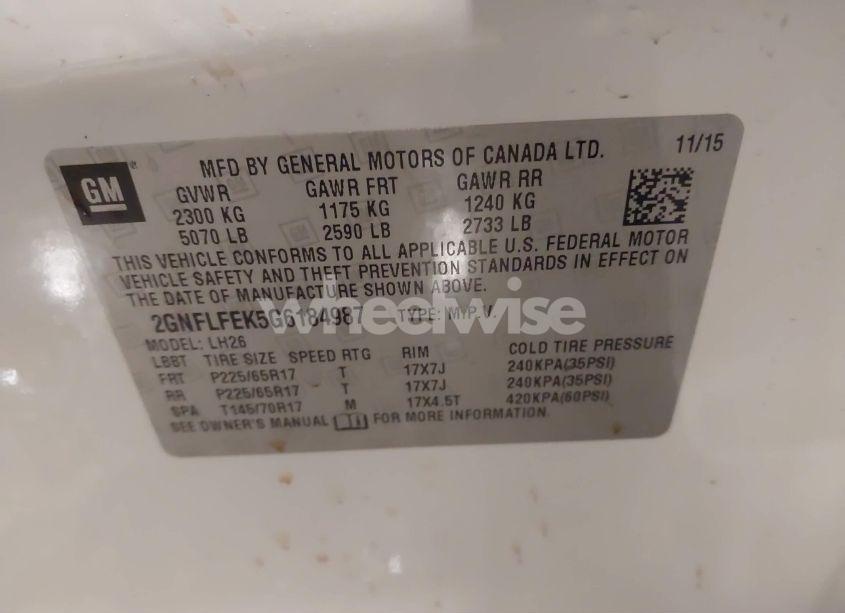 GM
MFD BY GENERAL MOTORS OF CANADA LTD. 11/15
GVWR GAWR FRT GAWR RR
2300 KG 1175 KG 1240 KG
5070 LB 2590 LB 2733 LB
THIS VEHICLE CONFORMS TO ALL APPLICABLE U.S. FEDERAL MOTOR
VEHICLE SAFETY AND THEFT PREVENTION STANDARDS IN EFFECT ON
THE DATE OF MANUFACTURE SHOWN ABOVE.
2GNFLFEK5G6184987 TYPE: M.P.V.
wheelwise
MODEL: LH26
LBBT TIRE SIZE SPEED RTG RIM COLD TIRE PRESSURE
FRT P225/65R17 T 17X7J 240KPA(35PSI)
RR P225/65R17 T 17X7J 240KPA(35PSI)
SPA T145/70R17 M 17X4.5T 420KPA(60PSI)
SEE OWNER'S MANUAL FOR MORE INFORMATION.